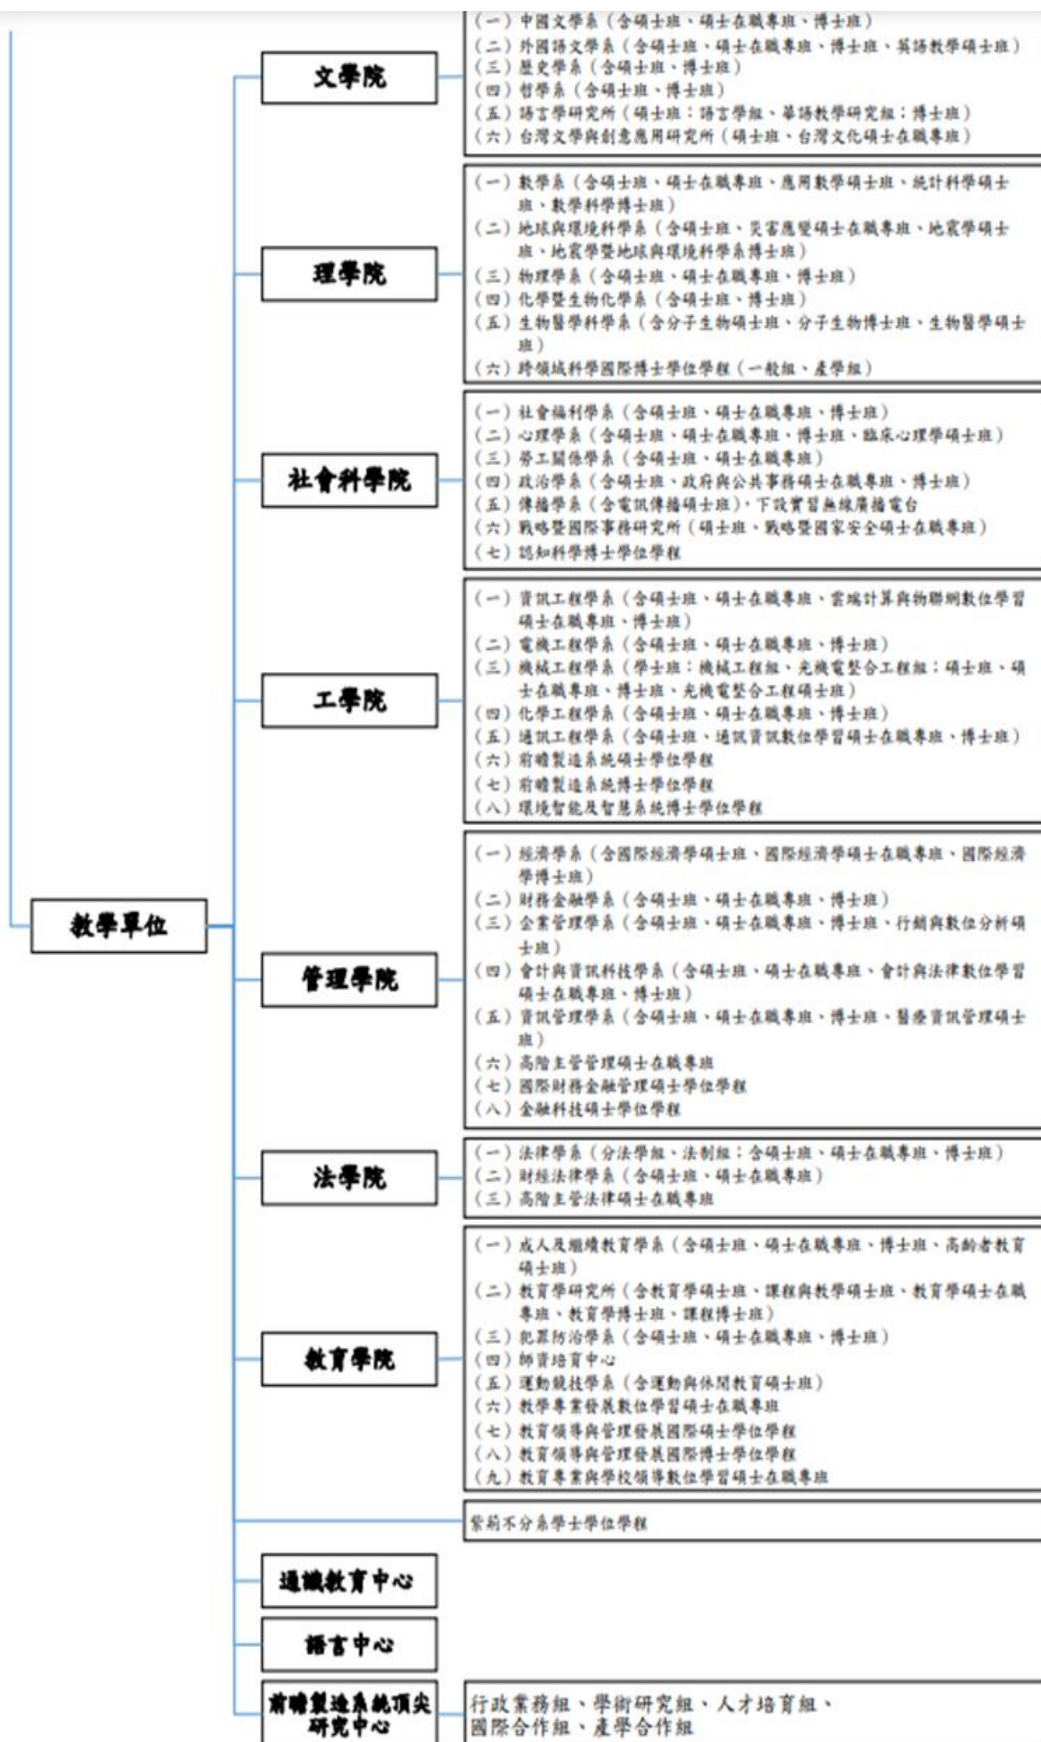 教學單位
文學院
(一)中國文學系(含碩士班、碩士在職專班、博士班)
(二)外國語文學系(含碩士班、碩士在職專班、博士班、英語教學碩士班)
(三)歷史學系(含碩士班、博士班)
(四)哲學系(含碩士班、博士班)
(五)語言學研究所(碩士班:語言學組、華語教學研究組;博士班)
(六)台灣文學與創意應用研究所(碩士班、台灣文化碩士在職專班)
理學院
(一)數學系(含碩士班、碩士在職專班、應用數學碩士班、統計科學碩士
班、數學科學博士班)
(二)地球與環境科學系(含碩士班、災害應變碩士在職專班、地震學碩士
班、地震學暨地球與環境科學系博士班)
(三)物理學系(含碩士班、碩士在職專班、博士班)
(四)化學暨生物化學系(含碩士班、博士班)
(五)生物醫學科學系(含分子生物碩士班、分子生物博士班、生物醫學碩士
班)
(六)跨領域科學國際博士學位學程(一般組、產學組)
社會科學院
(一)社會福利學系(含碩士班、碩士在職專班、博士班)
(二)心理學系(含碩士班、碩士在職專班、博士班、臨床心理學碩士班)
(三)勞工關係學系(含碩士班、碩士在職專班)
(四)政治學系(含碩士班、政府與公共事務碩士在職專班、博士班)
(五)傳播學系(含電訊傳播碩士班),下設實習無線廣播電台
(六)戰略暨國際事務研究所(碩士班、戰略暨國家安全碩士在職專班)
(七)認知科學博士學位學程
工學院
(一)資訊工程學系(含碩士班、碩士在職專班、雲端計算與物聯網數位學習
碩士在職專班、博士班)
(二)電機工程學系(含碩士班、碩士在職專班、博士班)
(三)機械工程學系(學士班:機械工程組、光機電整合工程組;碩士班、碩
士在職專班、博士班、光機電整合工程碩士班)
(四)化學工程學系(含碩士班、碩士在職專班、博士班)
(五)通訊工程學系(含碩士班、通訊資訊數位學習碩士在職專班、博士班)
(六)前瞻製造系統碩士學位學程
(七)前瞻製造系統博士學位學程
(八)環境智能及智慧系統博士學位學程
管理學院
(一)經濟學系(含國際經濟學碩士班、國際經濟學碩士在職專班、國際經濟
學博士班)
(二)財務金融學系(含碩士班、碩士在職專班、博士班)
(三)企業管理學系(含碩士班、碩士在職專班、博士班、行銷與數位分析碩
士班)
(四)會計與資訊科技學系(含碩士班、碩士在職專班、會計與法律數位學習
碩士在職專班、博士班)
(五)資訊管理學系(含碩士班、碩士在職專班、博士班、醫療資訊管理碩士
班)
(六)高階主管管理碩士在職專班
(七)國際財務金融管理碩士學位學程
(八)金融科技碩士學位學程
法學院
(一)法律學系(分法學組、法制組;含碩士班、碩士在職專班、博士班)
(二)財經法律學系(含碩士班、碩士在職專班)
(三)高階主管法律碩士在職專班
教育學院
(一)成人及繼續教育學系(含碩士班、碩士在職專班、博士班、高齡者教育
碩士班)
(二)教育學研究所(含教育學碩士班、課程與教學碩士班、教育學碩士在職
專班、教育學博士班、課程博士班)
(三)犯罪防治學系(含碩士班、碩士在職專班、博士班)
(四)師資培育中心
(五)運動競技學系(含運動與休閒教育碩士班)
(六)教學專業發展數位學習碩士在職專班
(七)教育領導與管理發展國際碩士學位學程
(八)教育領導與管理發展國際博士學位學程
(九)教育專業與學校領導數位學習碩士在職專班
紫荊不分系學士學位學程
通識教育中心
語言中心
前瞻製造系統頂尖
研究中心
行政業務組、學術研究組、人才培育組、
國際合作組、產學合作組